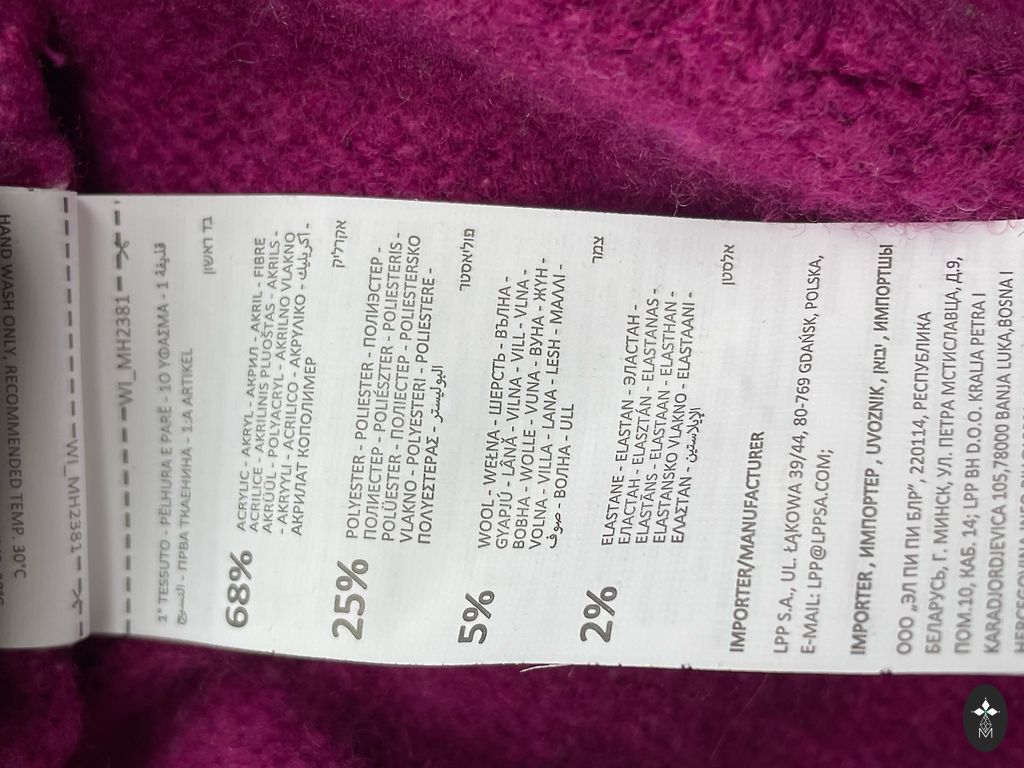 HAND WASH ONLY, RECOMMENDED TEMP. 30°C
WI_MH2381
WI_MH2381
1° TESSUTO - PËLHURA E PARË - 1Ο ΥΦΑΣΜΑ - 1 قليفة
النسيج - ПРВА ТКАЕНИНА - 1:A ARTIKEL
בד ראשון
68%
ACRYLIC - AKRYL - АКРИЛ - AKRIL - FIBRE
ACRILICE - AKRILINIS PLUOŠTAS - AKRILS -
AKRÜÜL - POLYACRYL - AKRILNO VLAKNO
- AKRYYLI - ACRILICO - ΑΚΡΥΛΙΚΟ - أكريليك -
АКРИЛАТ КОПОЛИМЕР
אקרליק
25%
POLYESTER - POLIESTER - ПОЛИЭСТЕР -
ПОЛИЕСТЕР - POLIÉSZTER - POLIESTERIS -
POLÜESTER - ПОЛІЕСТЕР - POLIESTERSKO
VLAKNO - POLYESTERI - POLIESTERE -
ΠΟΛΥΕΣΤΕΡΑΣ - البوليستر
פוליאסטר
5%
WOOL - WEŁNA - ШЕРСТЬ - ВЪЛНА -
GYAPJÚ - LÂNĂ - VILNA - VILL - VLNA -
ВОВНА - WOLLE - VUNA - ВУНА - ЖҮН -
VOLNA - VILLA - LANA - LESH - ΜΑΛΛΙ -
صوف - ВОЛНА - ULL
צמר
2%
ELASTANE - ELASTAN - ЭЛАСТАН -
ЕЛАСТАН - ELASZTÁN - ELASTANAS -
ELASTĀNS - ELASTAAN - ELASTHAN -
ELASTANSKO VLAKNO - ELASTAANI -
ΕΛΑΣΤΑΝ - الإيلاستين
אלסטן
IMPORTER/MANUFACTURER
LPP S.A., UL. ŁĄKOWA 39/44, 80-769 GDAŃSK, POLSKA,
E-MAIL: LPP@LPPSA.COM;
IMPORTER, ИМПОРТЕР, UVOZNIK, יבואן, ИМПОРТШЫ
ООО „ЭЛ ПИ ПИ БЛР”, 220114, РЕСПУБЛИКА
БЕЛАРУСЬ, Г. МИНСК, УЛ. ПЕТРА МСТИСЛАВЦА, Д.9,
ПОМ.10, КАБ. 14; LPP BH D.O.O. KRALJA PETRA I
KARADJORDJEVICA 105,78000 BANJA LUKA,BOSNA I
M